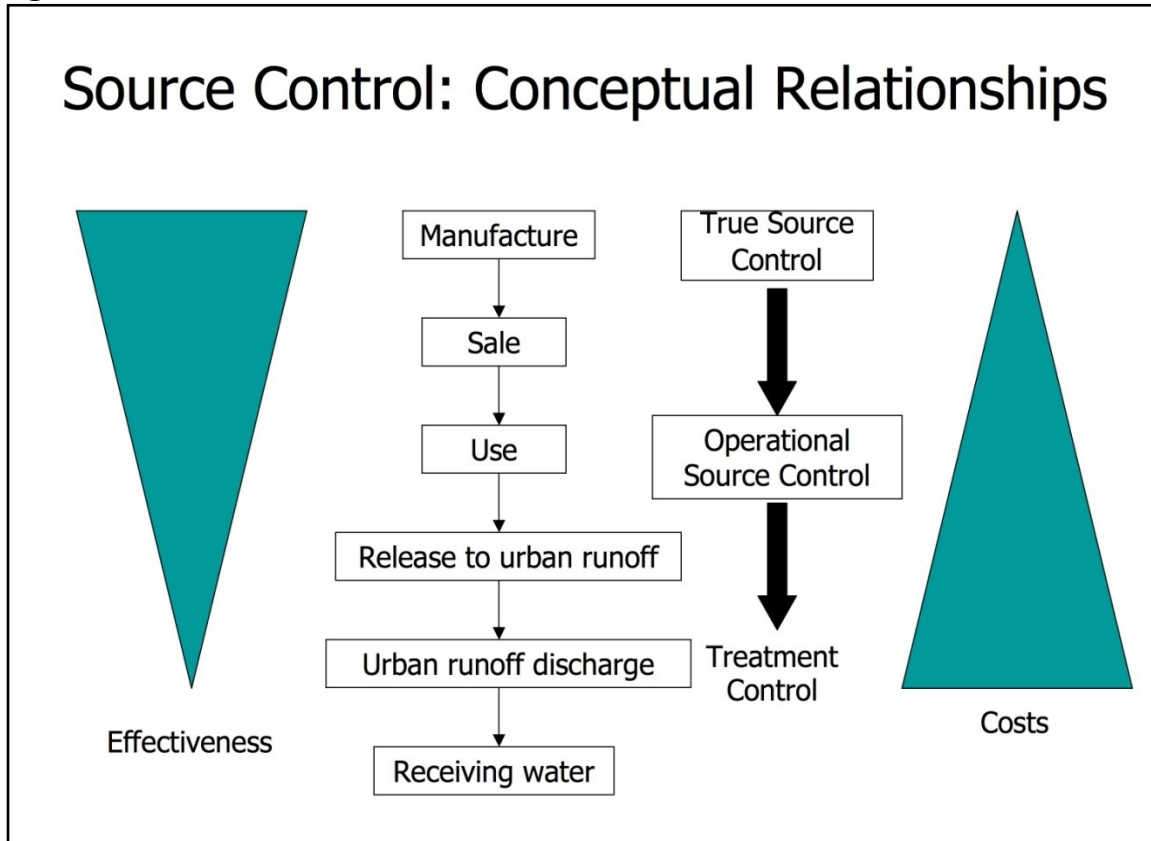 Source Control: Conceptual Relationships
Manufacture
Sale
Use
Release to urban runoff
Urban runoff discharge
Receiving water
True Source
Control
Operational
Source Control
Treatment
Control
Effectiveness
Costs